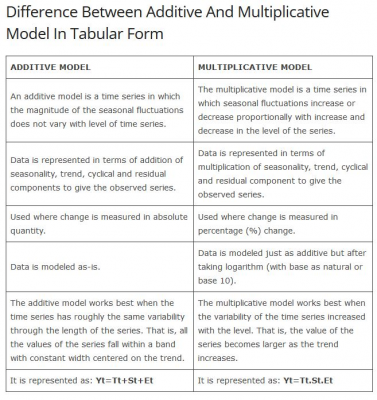 Difference Between Additive And Multiplicative
Model In Tabular Form
ADDITIVE MODEL
MULTIPLICATIVE MODEL
An additive model is a time series in which
the magnitude of the seasonal fluctuations
does not vary with level of time series.
The multiplicative model is a time series in
which seasonal fluctuations increase or
decrease proportionally with increase and
decrease in the level of the series.
Data is represented in terms of addition of
seasonality, trend, cyclical and residual
components to give the observed series.
Data is represented in terms of
multiplication of seasonality, trend, cyclical
and residual component to give the
observed series.
Used where change is measured in absolute
quantity.
Used where change is measured in
percentage (%) change.
Data is modeled as-is.
Data is modeled just as additive but after
taking logarithm (with base as natural or
base 10).
The additive model works best when the
time series has roughly the same variability
through the length of the series. That is, all
the values of the series fall within a band
with constant width centered on the trend.
The multiplicative model works best when
the variability of the time series increased
with the level. That is, the value of the
series becomes larger as the trend
increases.
It is represented as: Yt=Tt+St+Et
It is represented as: Yt=Tt.St.Et